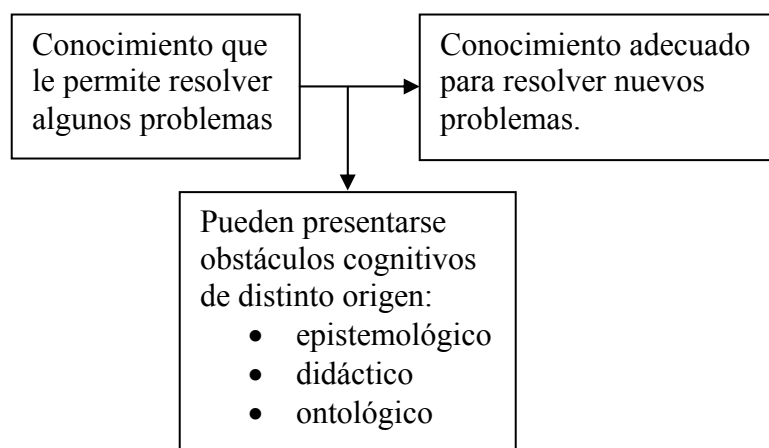 Conocimiento que
le permite resolver
algunos problemas
Conocimiento adecuado
para resolver nuevos
problemas.
Pueden presentarse
obstáculos cognitivos
de distinto origen:
• epistemológico
• didáctico
• ontológico